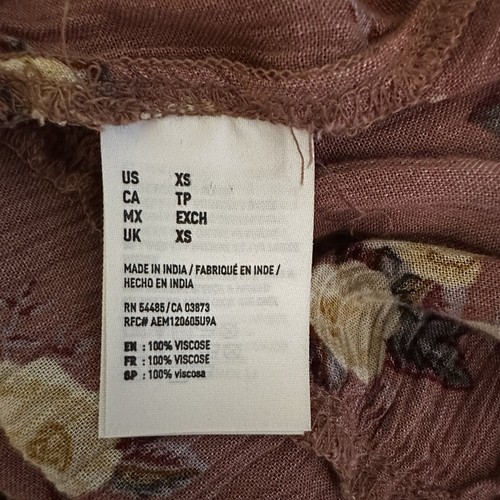 US XS
CA TP
MX EXCH
UK XS
MADE IN INDIA / FABRIQUÉ EN INDE /
HECHO EN INDIA
RN 54485 / CA 03873
RFC# AEM120605U9A
EN : 100% VISCOSE
FR : 100% VISCOSE
SP : 100% viscosa